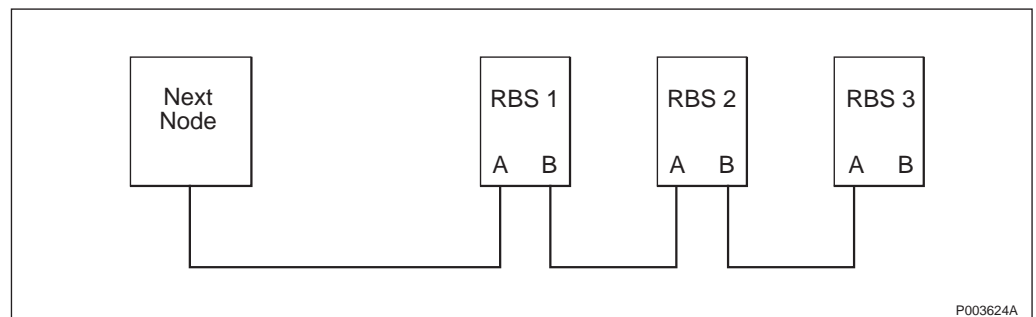 Next
Node
RBS 1
A B
RBS 2
A B
RBS 3
A B
P003624A